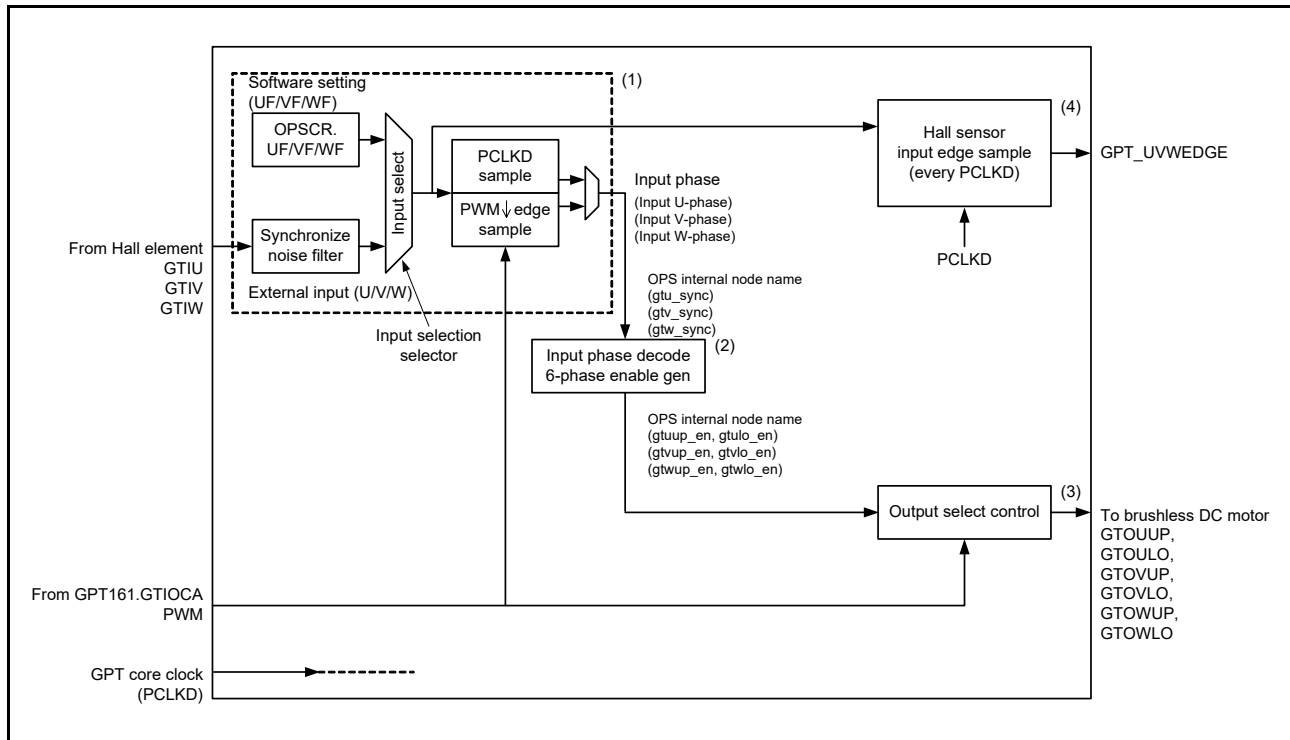 Software setting
(UF/VF/WF)
(1)
OPSCR.
UF/VF/WF
Input select
PCLKD
sample
PWM↓edge
sample
Synchronize
noise filter
External input (U/V/W)
Input selection
selector
From Hall element
GTIU
GTIV
GTIW
Input phase
(Input U-phase)
(Input V-phase)
(Input W-phase)
Hall sensor
input edge sample
(every PCLKD)
(4)
GPT_UVWEDGE
PCLKD
OPS internal node name
(gtu_sync)
(gtv_sync)
(gtw_sync)
Input phase decode
6-phase enable gen
(2)
OPS internal node name
(gtuup_en, gtulo_en)
(gtvup_en, gtvlo_en)
(gtwup_en, gtwlo_en)
Output select control
(3)
To brushless DC motor
GTOUUP,
GTOULO,
GTOVUP,
GTOVLO,
GTOWUP,
GTOWLO
From GPT161.GTIOCA
PWM
GPT core clock
(PCLKD)